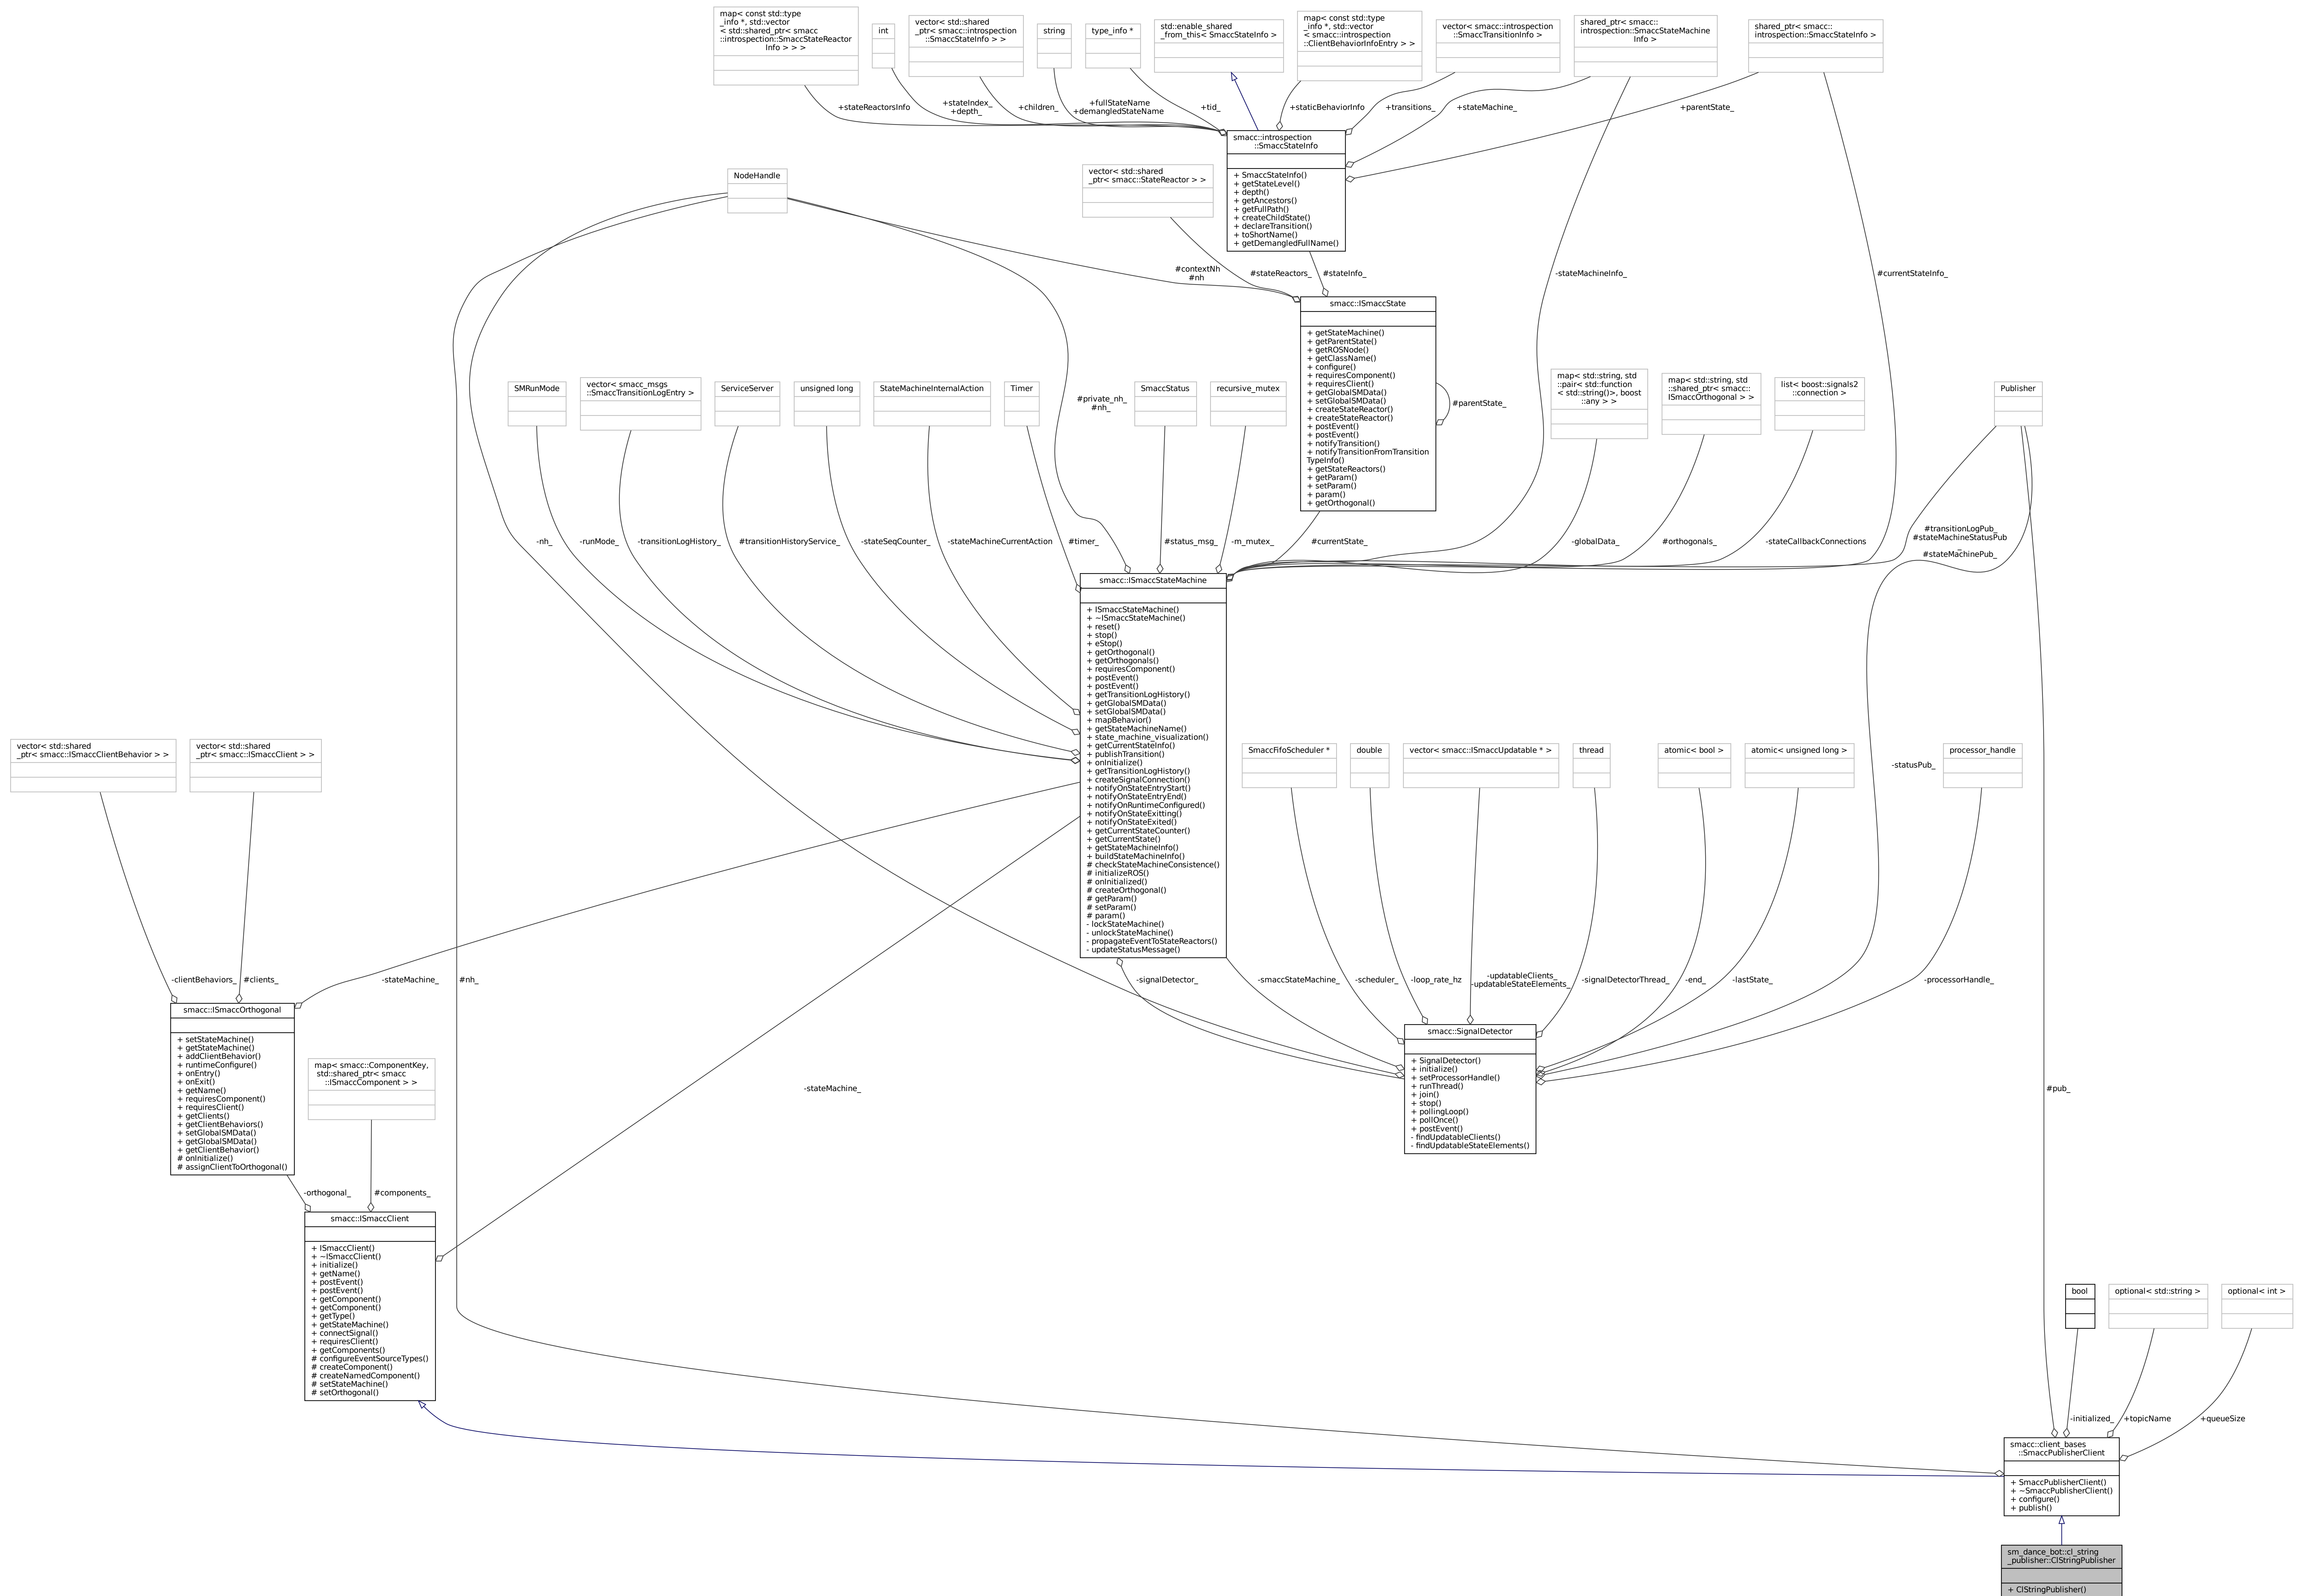 map< const std::type
_info *, std::vector
< std::shared_ptr< smacc
::introspection::SmaccStateReactor
Info > > >
int
vector< std::shared
_ptr< smacc::introspection
::SmaccStateInfo > >
string
type_info *
std::enable_shared
_from_this< SmaccStateInfo >
map< const std::type
_info *, std::vector
< smacc::introspection
::ClientBehaviorInfoEntry > >
vector< smacc::introspection
::SmaccTransitionInfo >
shared_ptr< smacc::
introspection::SmaccStateMachine
Info >
shared_ptr< smacc::
introspection::SmaccStateInfo >
+stateReactorsInfo
+stateIndex_
+depth_
+children_
+fullStateName
+demangledStateName
+tid_
+staticBehaviorInfo
+transitions_
+stateMachine_
+parentState_
smacc::introspection
::SmaccStateInfo
+ SmaccStateInfo()
+ getStateLevel()
+ depth()
+ getAncestors()
+ getFullPath()
+ createChildState()
+ declareTransition()
+ toShortName()
+ getDemangledFullName()
NodeHandle
vector< std::shared
_ptr< smacc::StateReactor > >
#contextNh
#nh
#stateReactors_
#stateInfo_
-stateMachineInfo_
#currentStateInfo_
smacc::ISmaccState
+ getStateMachine()
+ getParentState()
+ getROSNode()
+ getClassName()
+ configure()
+ requiresComponent()
+ requiresClient()
+ getGlobalSMData()
+ setGlobalSMData()
+ createStateReactor()
+ createStateReactor()
+ postEvent()
+ postEvent()
+ notifyTransition()
+ notifyTransitionFromTransition
TypeInfo()
+ getStateReactors()
+ getParam()
+ setParam()
+ param()
+ getOrthogonal()
#parentState_
SMRunMode
vector< smacc_msgs
::SmaccTransitionLogEntry >
ServiceServer
unsigned long
StateMachineInternalAction
Timer
#private_nh_
#nh_
SmaccStatus
recursive_mutex
map< std::string, std
::pair< std::function
< std::string()>, boost
::any > >
map< std::string, std
::shared_ptr< smacc::
ISmaccOrthogonal > >
list< boost::signals2
::connection >
Publisher
-nh_
-runMode_
-transitionLogHistory_
#transitionHistoryService_
-stateSeqCounter_
-stateMachineCurrentAction
#timer_
#status_msg_
-m_mutex_
#currentState_
-globalData_
#orthogonals_
-stateCallbackConnections
#transitionLogPub_
#stateMachineStatusPub
_
#stateMachinePub_
smacc::ISmaccStateMachine
+ ISmaccStateMachine()
+ ~ISmaccStateMachine()
+ reset()
+ stop()
+ eStop()
+ getOrthogonal()
+ getOrthogonals()
+ requiresComponent()
+ postEvent()
+ postEvent()
+ getTransitionLogHistory()
+ getGlobalSMData()
+ setGlobalSMData()
+ mapBehavior()
+ getStateMachineName()
+ state_machine_visualization()
+ getCurrentStateInfo()
+ publishTransition()
+ onInitialize()
+ getTransitionLogHistory()
+ createSignalConnection()
+ notifyOnStateEntryStart()
+ notifyOnStateEntryEnd()
+ notifyOnRuntimeConfigured()
+ notifyOnStateExitting()
+ notifyOnStateExited()
+ getCurrentStateCounter()
+ getCurrentState()
+ getStateMachineInfo()
+ buildStateMachineInfo()
# checkStateMachineConsistence()
# initializeROS()
# onInitialized()
# createOrthogonal()
# getParam()
# setParam()
# param()
- lockStateMachine()
- unlockStateMachine()
- propagateEventToStateReactors()
- updateStatusMessage()
vector< std::shared
_ptr< smacc::ISmaccClientBehavior > >
vector< std::shared
_ptr< smacc::ISmaccClient > >
SmaccFifoScheduler *
double
vector< smacc::ISmaccUpdatable * >
thread
atomic< bool >
atomic< unsigned long >
processor_handle
-statusPub_
-clientBehaviors_
#clients_
-stateMachine_
#nh_
-signalDetector_
-smaccStateMachine_
-scheduler_
-loop_rate_hz
-updatableClients_
-updatableStateElements_
-signalDetectorThread_
-end_
-lastState_
-processorHandle_
smacc::ISmaccOrthogonal
+ setStateMachine()
+ getStateMachine()
+ addClientBehavior()
+ runtimeConfigure()
+ onEntry()
+ onExit()
+ getName()
+ requiresComponent()
+ requiresClient()
+ getClients()
+ getClientBehaviors()
+ setGlobalSMData()
+ getGlobalSMData()
+ getClientBehavior()
# onInitialize()
# assignClientToOrthogonal()
map< smacc::ComponentKey,
std::shared_ptr< smacc
::ISmaccComponent > >
smacc::SignalDetector
+ SignalDetector()
+ initialize()
+ setProcessorHandle()
+ runThread()
+ join()
+ stop()
+ pollingLoop()
+ pollOnce()
+ postEvent()
- findUpdatableClients()
- findUpdatableStateElements()
-stateMachine_
#pub_
-orthogonal_
#components_
smacc::ISmaccClient
+ ISmaccClient()
+ ~ISmaccClient()
+ initialize()
+ getName()
+ postEvent()
+ postEvent()
+ getComponent()
+ getComponent()
+ getType()
+ getStateMachine()
+ connectSignal()
+ requiresClient()
+ getComponents()
# configureEventSourceTypes()
# createComponent()
# createNamedComponent()
# setStateMachine()
# setOrthogonal()
bool
optional< std::string >
optional< int >
-initialized_
+topicName
+queueSize
smacc::client_bases
::SmaccPublisherClient
+ SmaccPublisherClient()
+ ~SmaccPublisherClient()
+ configure()
+ publish()
sm_dance_bot::cl_string
_publisher::ClStringPublisher
+ ClStringPublisher()